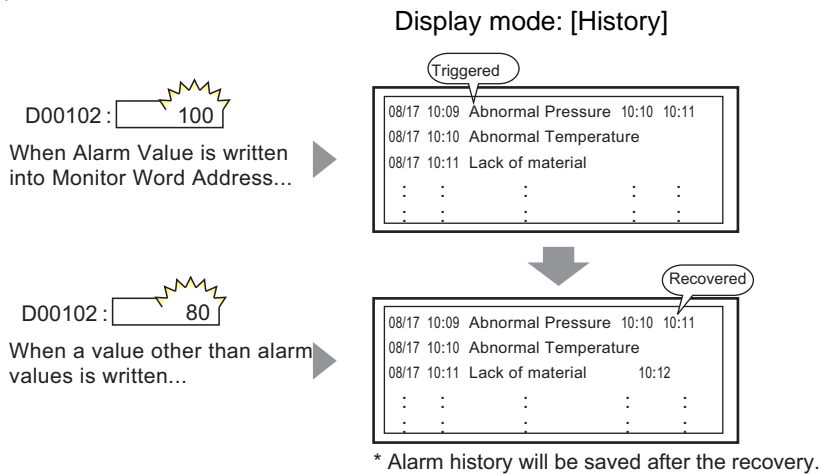 Display mode: [History]
Triggered
D00102 : 100
When Alarm Value is written
into Monitor Word Address...
08/17 10:09 Abnormal Pressure 10:10 10:11
08/17 10:10 Abnormal Temperature
08/17 10:11 Lack of material
: : : : :
: : : : :
Recovered
D00102 : 80
When a value other than alarm
values is written...
08/17 10:09 Abnormal Pressure 10:10 10:11
08/17 10:10 Abnormal Temperature
08/17 10:11 Lack of material 10:12
: : : : :
: : : : :
* Alarm history will be saved after the recovery.